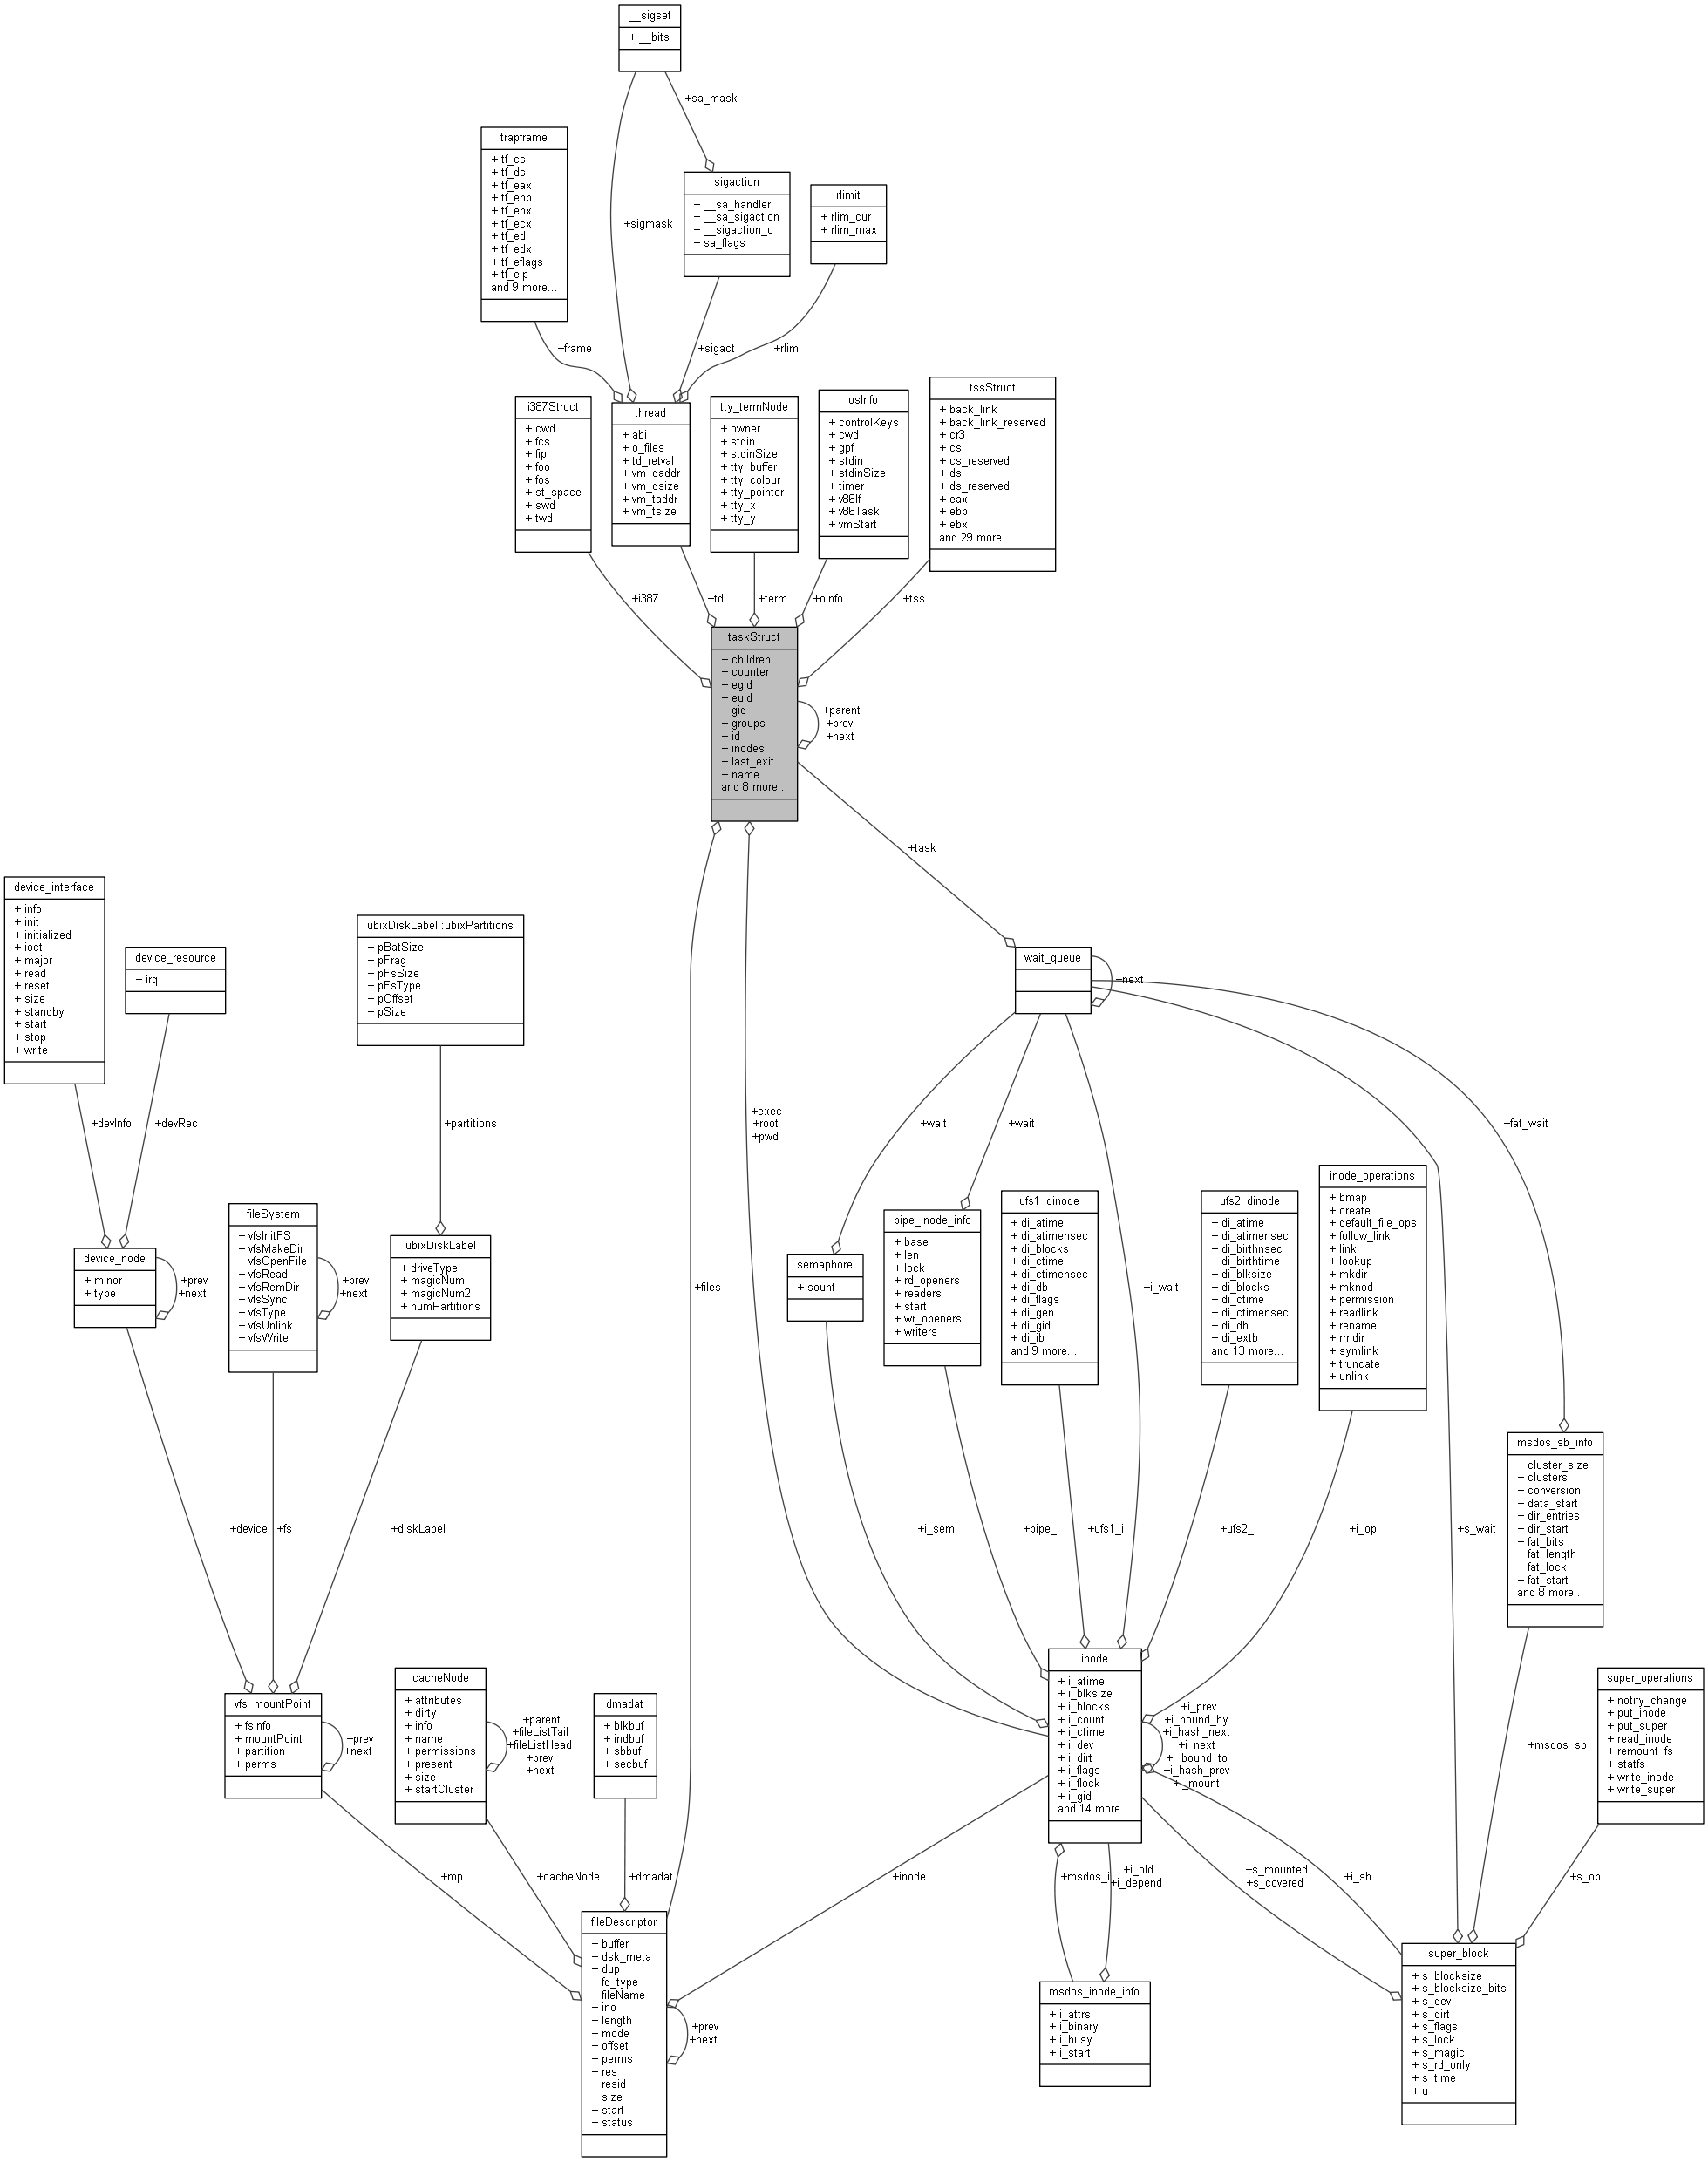 __sigset
+ __bits
+sa_mask
trapframe
+ tf_cs
+ tf_ds
+ tf_eax
+ tf_ebp
+ tf_ebx
+ tf_ecx
+ tf_edi
+ tf_edx
+ tf_eflags
+ tf_eip
and 9 more...
sigaction
+ __sa_handler
+ __sa_sigaction
+ __sigaction_u
+ sa_flags
rlimit
+ rlim_cur
+ rlim_max
+sigmask
+frame
+sigact
+rlim
i387Struct
+ cwd
+ fcs
+ fip
+ foo
+ fos
+ st_space
+ swd
+ twd
thread
+ abi
+ o_files
+ td_retval
+ vm_daddr
+ vm_dsize
+ vm_taddr
+ vm_tsize
tty_termNode
+ owner
+ stdin
+ stdinSize
+ tty_buffer
+ tty_colour
+ tty_pointer
+ tty_x
+ tty_y
osInfo
+ controlKeys
+ cwd
+ gpf
+ stdin
+ stdinSize
+ timer
+ v86If
+ v86Task
+ vmStart
tssStruct
+ back_link
+ back_link_reserved
+ cr3
+ cs
+ cs_reserved
+ ds
+ ds_reserved
+ eax
+ ebp
+ ebx
and 29 more...
+i387
+td
+term
+oInfo
+tss
taskStruct
+ children
+ counter
+ egid
+ euid
+ gid
+ groups
+ id
+ inodes
+ last_exit
+ name
and 8 more...
+parent
+prev
+next
+task
device_interface
+ info
+ init
+ initialized
+ ioctl
+ major
+ read
+ reset
+ size
+ standby
+ start
+ stop
+ write
device_resource
+ irq
ubixDiskLabel::ubixPartitions
+ pBatSize
+ pFrag
+ pFsSize
+ pFsType
+ pOffset
+ pSize
wait_queue
+next
+devInfo
+devRec
+partitions
+exec
+root
+pwd
+wait
+wait
+fat_wait
device_node
+ minor
+ type
+prev
+next
fileSystem
+ vfsInitFS
+ vfsMakeDir
+ vfsOpenFile
+ vfsRead
+ vfsRemDir
+ vfsSync
+ vfsType
+ vfsUnlink
+ vfsWrite
+prev
+next
ubixDiskLabel
+ driveType
+ magicNum
+ magicNum2
+ numPartitions
+files
semaphore
+ sount
pipe_inode_info
+ base
+ len
+ lock
+ rd_openers
+ readers
+ start
+ wr_openers
+ writers
ufs1_dinode
+ di_atime
+ di_atimensec
+ di_blocks
+ di_ctime
+ di_ctimensec
+ di_db
+ di_flags
+ di_gen
+ di_gid
+ di_ib
and 9 more...
+i_wait
ufs2_dinode
+ di_atime
+ di_atimensec
+ di_birthnsec
+ di_birthtime
+ di_blksize
+ di_blocks
+ di_ctime
+ di_ctimensec
+ di_db
+ di_extb
and 13 more...
inode_operations
+ bmap
+ create
+ default_file_ops
+ follow_link
+ link
+ lookup
+ mkdir
+ mknod
+ permission
+ readlink
+ rename
+ rmdir
+ symlink
+ truncate
+ unlink
msdos_sb_info
+ cluster_size
+ clusters
+ conversion
+ data_start
+ dir_entries
+ dir_start
+ fat_bits
+ fat_length
+ fat_lock
+ fat_start
and 8 more...
+device
+fs
+diskLabel
+i_sem
+pipe_i
+ufs1_i
+ufs2_i
+i_op
+s_wait
vfs_mountPoint
+ fsInfo
+ mountPoint
+ partition
+ perms
+prev
+next
cacheNode
+ attributes
+ dirty
+ info
+ name
+ permissions
+ present
+ size
+ startCluster
+parent
+fileListTail
+fileListHead
+prev
+next
dmadat
+ blkbuf
+ indbuf
+ sbbuf
+ secbuf
inode
+ i_atime
+ i_blksize
+ i_blocks
+ i_count
+ i_ctime
+ i_dev
+ i_dirt
+ i_flags
+ i_flock
+ i_gid
and 14 more...
+i_prev
+i_bound_by
+i_hash_next
+i_next
+i_bound_to
+i_hash_prev
+i_mount
+msdos_sb
super_operations
+ notify_change
+ put_inode
+ put_super
+ read_inode
+ remount_fs
+ statfs
+ write_inode
+ write_super
+mp
+cacheNode
+dmadat
+inode
+msdos_i
+i_old
+i_depend
+s_mounted
+s_covered
+i_sb
+s_op
fileDescriptor
+ buffer
+ dsk_meta
+ dup
+ fd_type
+ fileName
+ ino
+ length
+ mode
+ offset
+ perms
+ res
+ resid
+ size
+ start
+ status
+prev
+next
msdos_inode_info
+ i_attrs
+ i_binary
+ i_busy
+ i_start
super_block
+ s_blocksize
+ s_blocksize_bits
+ s_dev
+ s_dirt
+ s_flags
+ s_lock
+ s_magic
+ s_rd_only
+ s_time
+ u